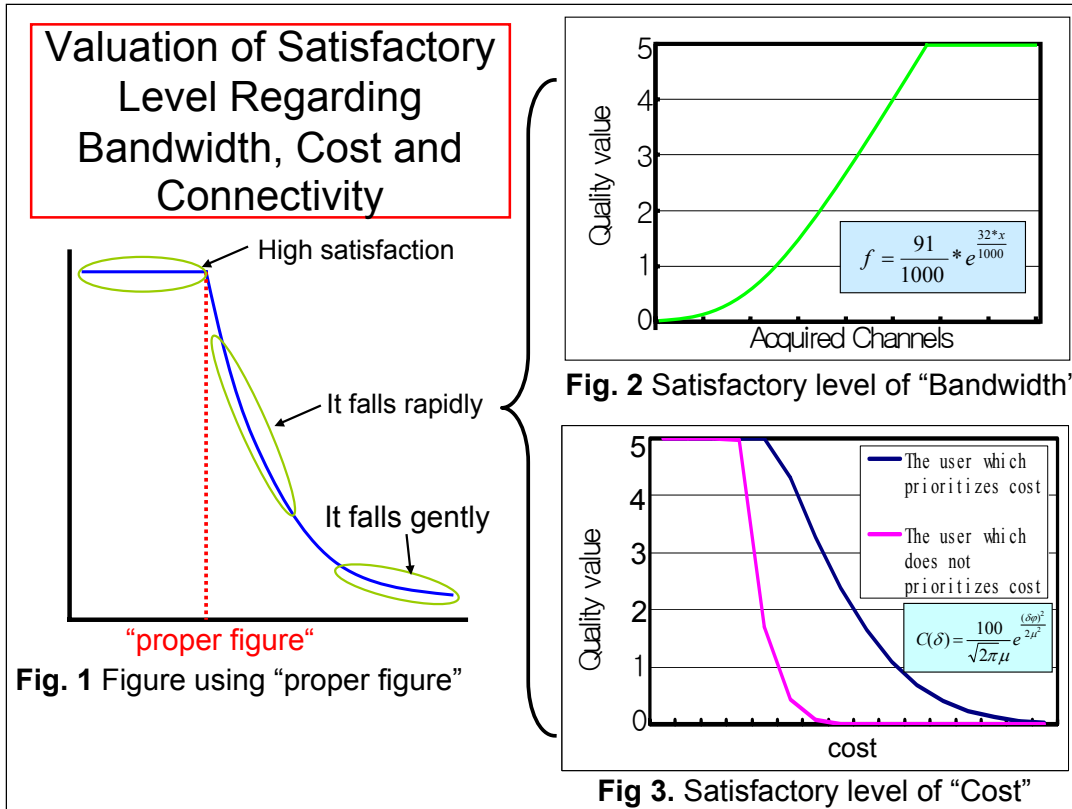 Valuation of Satisfactory
Level Regarding
Bandwidth, Cost and
Connectivity
High satisfaction
It falls rapidly
It falls gently
“proper figure“
Fig. 1 Figure using “proper figure”
5
4
3
2
1
0
Quality value
Acquired Channels
f = 91/1000 * e^(32*x/1000)
Fig. 2 Satisfactory level of “Bandwidth”
5
4
3
2
1
0
Quality value
cost
The user which
prioritizes cost
The user which
does not
prioritizes cost
C(δ) = 100/√2πμ e^((δφ)²/2μ²)
Fig 3. Satisfactory level of “Cost”